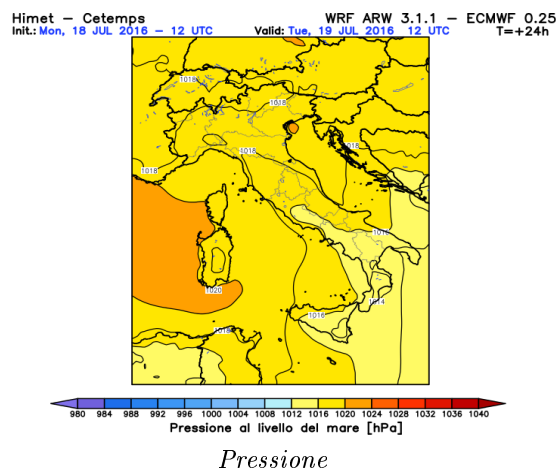 Himet – Cetemps WRF ARW 3.1.1 – ECMWF 0.25
Init.: Mon, 18 JUL 2016 – 12 UTC Valid: Tue, 19 JUL 2016 12 UTC T=+24h
1018
1018
1018
1018
1018
1016
1020
1014
1016
1018
980 984 988 992 996 1000 1004 1008 1012 1016 1020 1024 1028 1032 1036 1040
Pressione al livello del mare [hPa]
Pressione